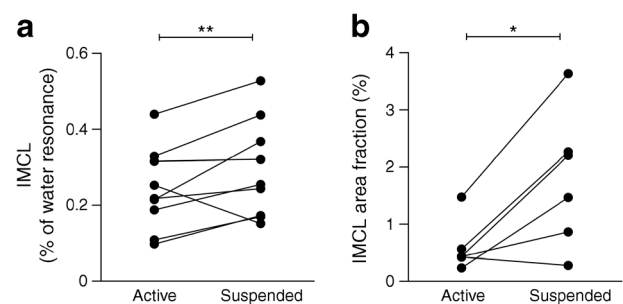 a
**
IMCL
(% of water resonance)
0.6
0.4
0.2
0
Active Suspended
b
*
IMCL area fraction (%)
4
3
2
1
0
Active Suspended